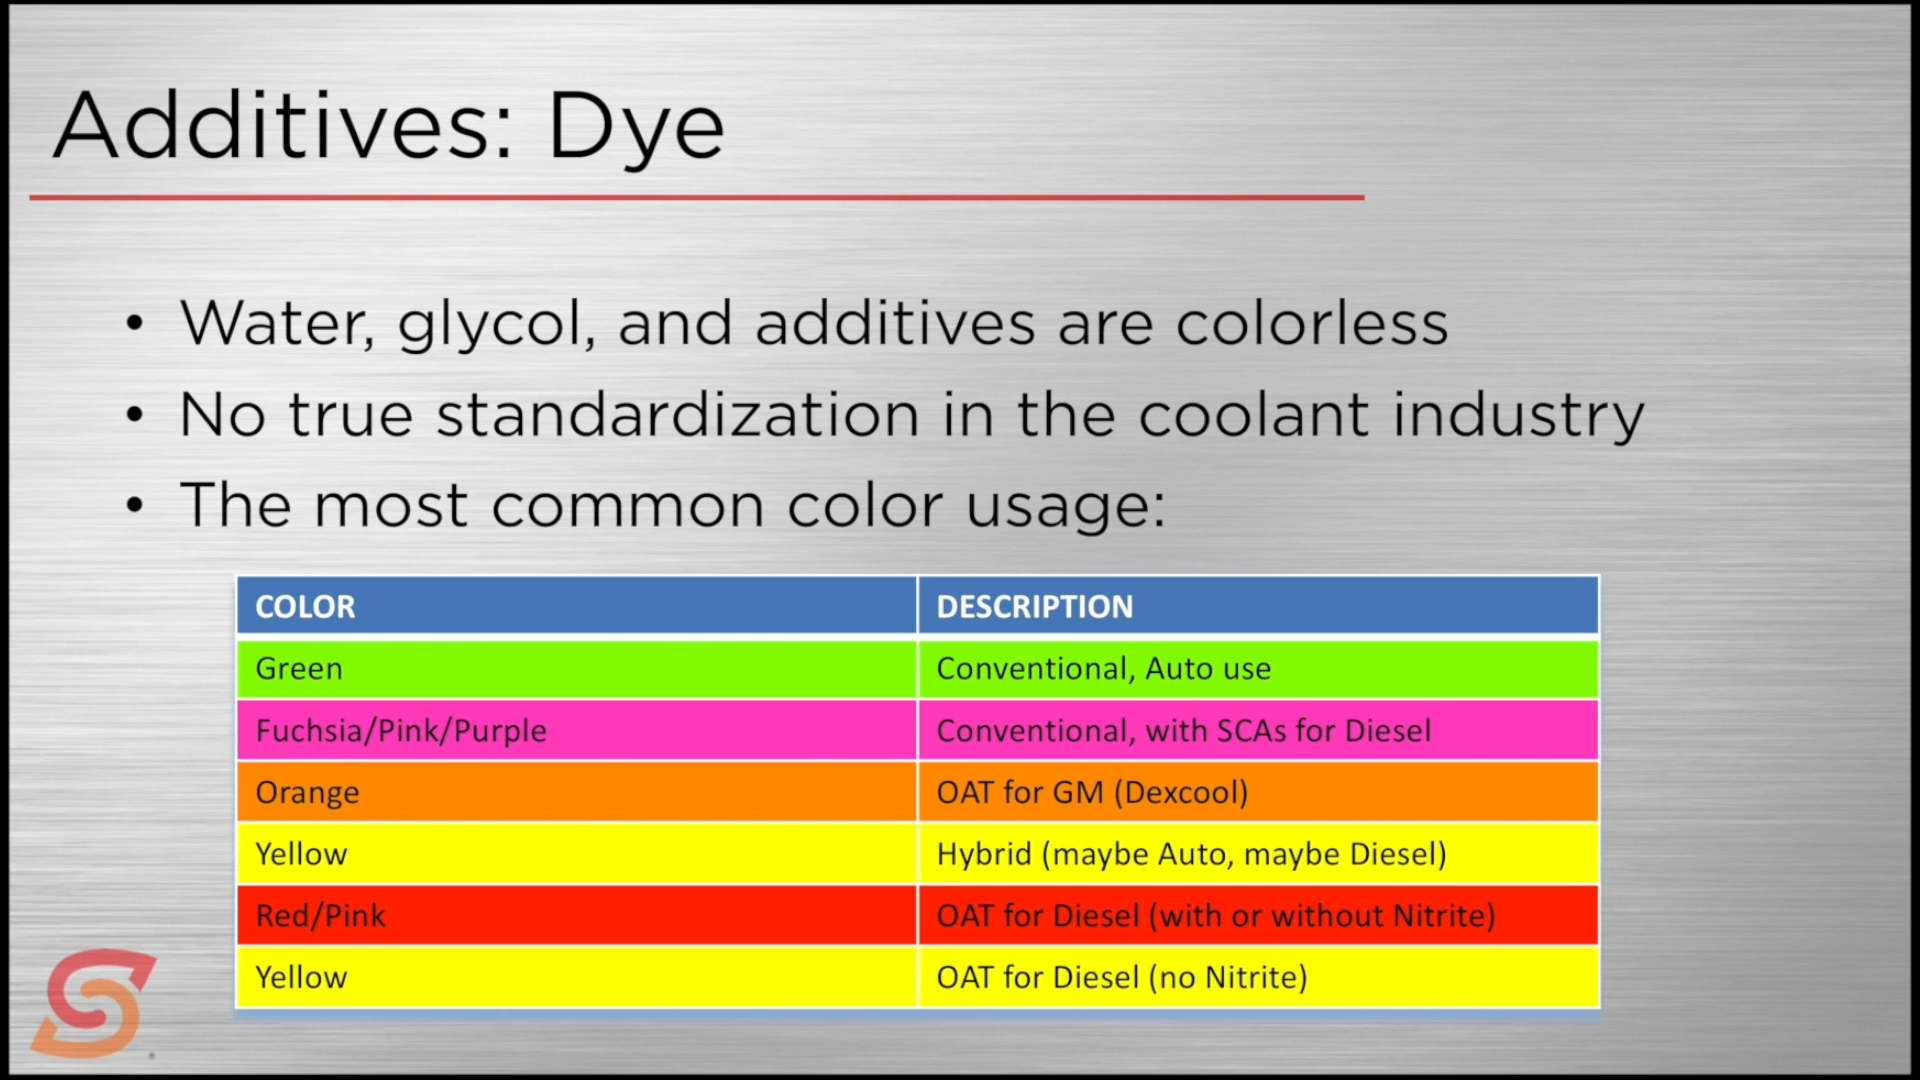 Additives: Dye
• Water, glycol, and additives are colorless
• No true standardization in the coolant industry
• The most common color usage:
COLOR DESCRIPTION
Green Conventional, Auto use
Fuchsia/Pink/Purple Conventional, with SCAs for Diesel
Orange OAT for GM (Dexcool)
Yellow Hybrid (maybe Auto, maybe Diesel)
Red/Pink OAT for Diesel (with or without Nitrite)
Yellow OAT for Diesel (no Nitrite)